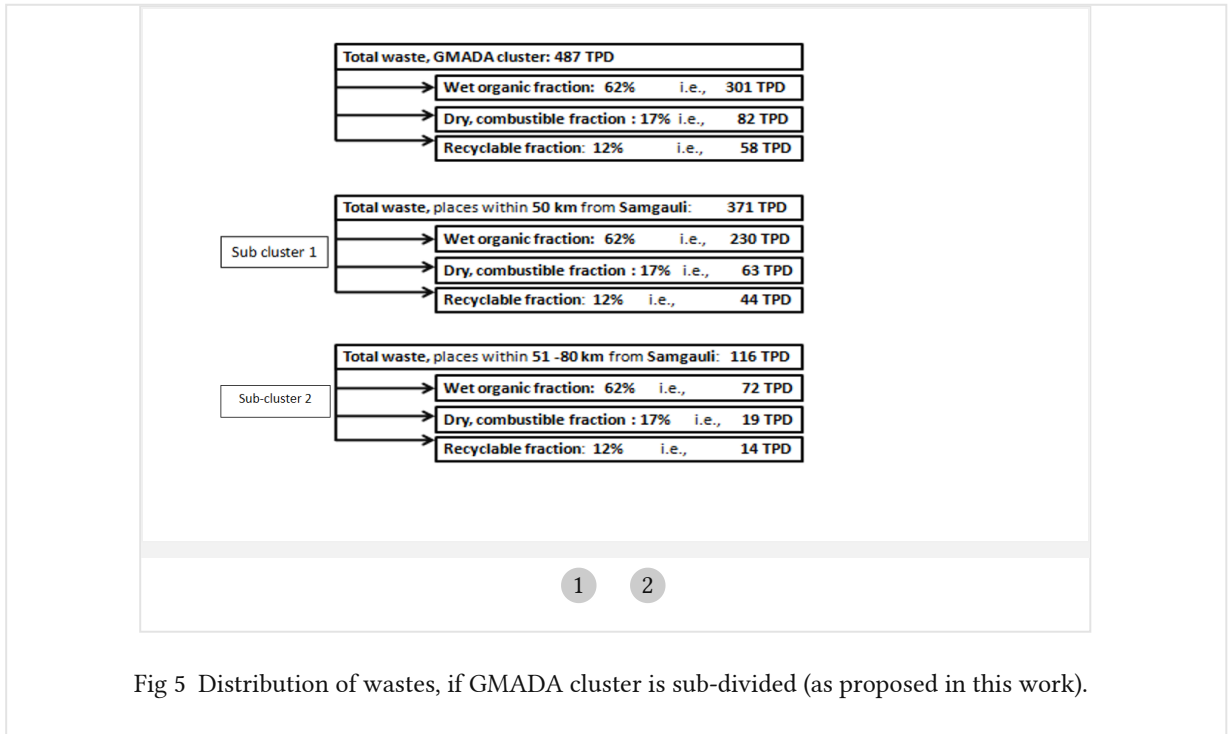 Total waste, GMADA cluster: 487 TPD
Wet organic fraction: 62% i.e., 301 TPD
Dry, combustible fraction : 17% i.e., 82 TPD
Recyclable fraction: 12% i.e., 58 TPD
Total waste, places within 50 km from Samgauli: 371 TPD
Sub cluster 1
Wet organic fraction: 62% i.e., 230 TPD
Dry, combustible fraction : 17% i.e., 63 TPD
Recyclable fraction: 12% i.e., 44 TPD
Total waste, places within 51 -80 km from Samgauli: 116 TPD
Sub-cluster 2
Wet organic fraction: 62% i.e., 72 TPD
Dry, combustible fraction : 17% i.e., 19 TPD
Recyclable fraction: 12% i.e., 14 TPD
1 2
Fig 5 Distribution of wastes, if GMADA cluster is sub-divided (as proposed in this work).